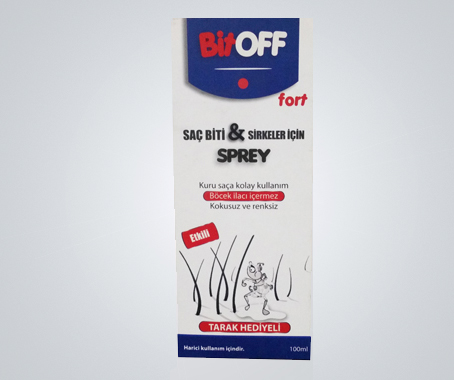 BitOFF
fort
SAÇ BİTİ & SİRKELER İÇİN
SPREY
Kuru saça kolay kullanım
Böcek ilacı içermez
Kokusuz ve renksiz
Etkili
TARAK HEDİYELİ
Harici kullanım içindir.
100ml